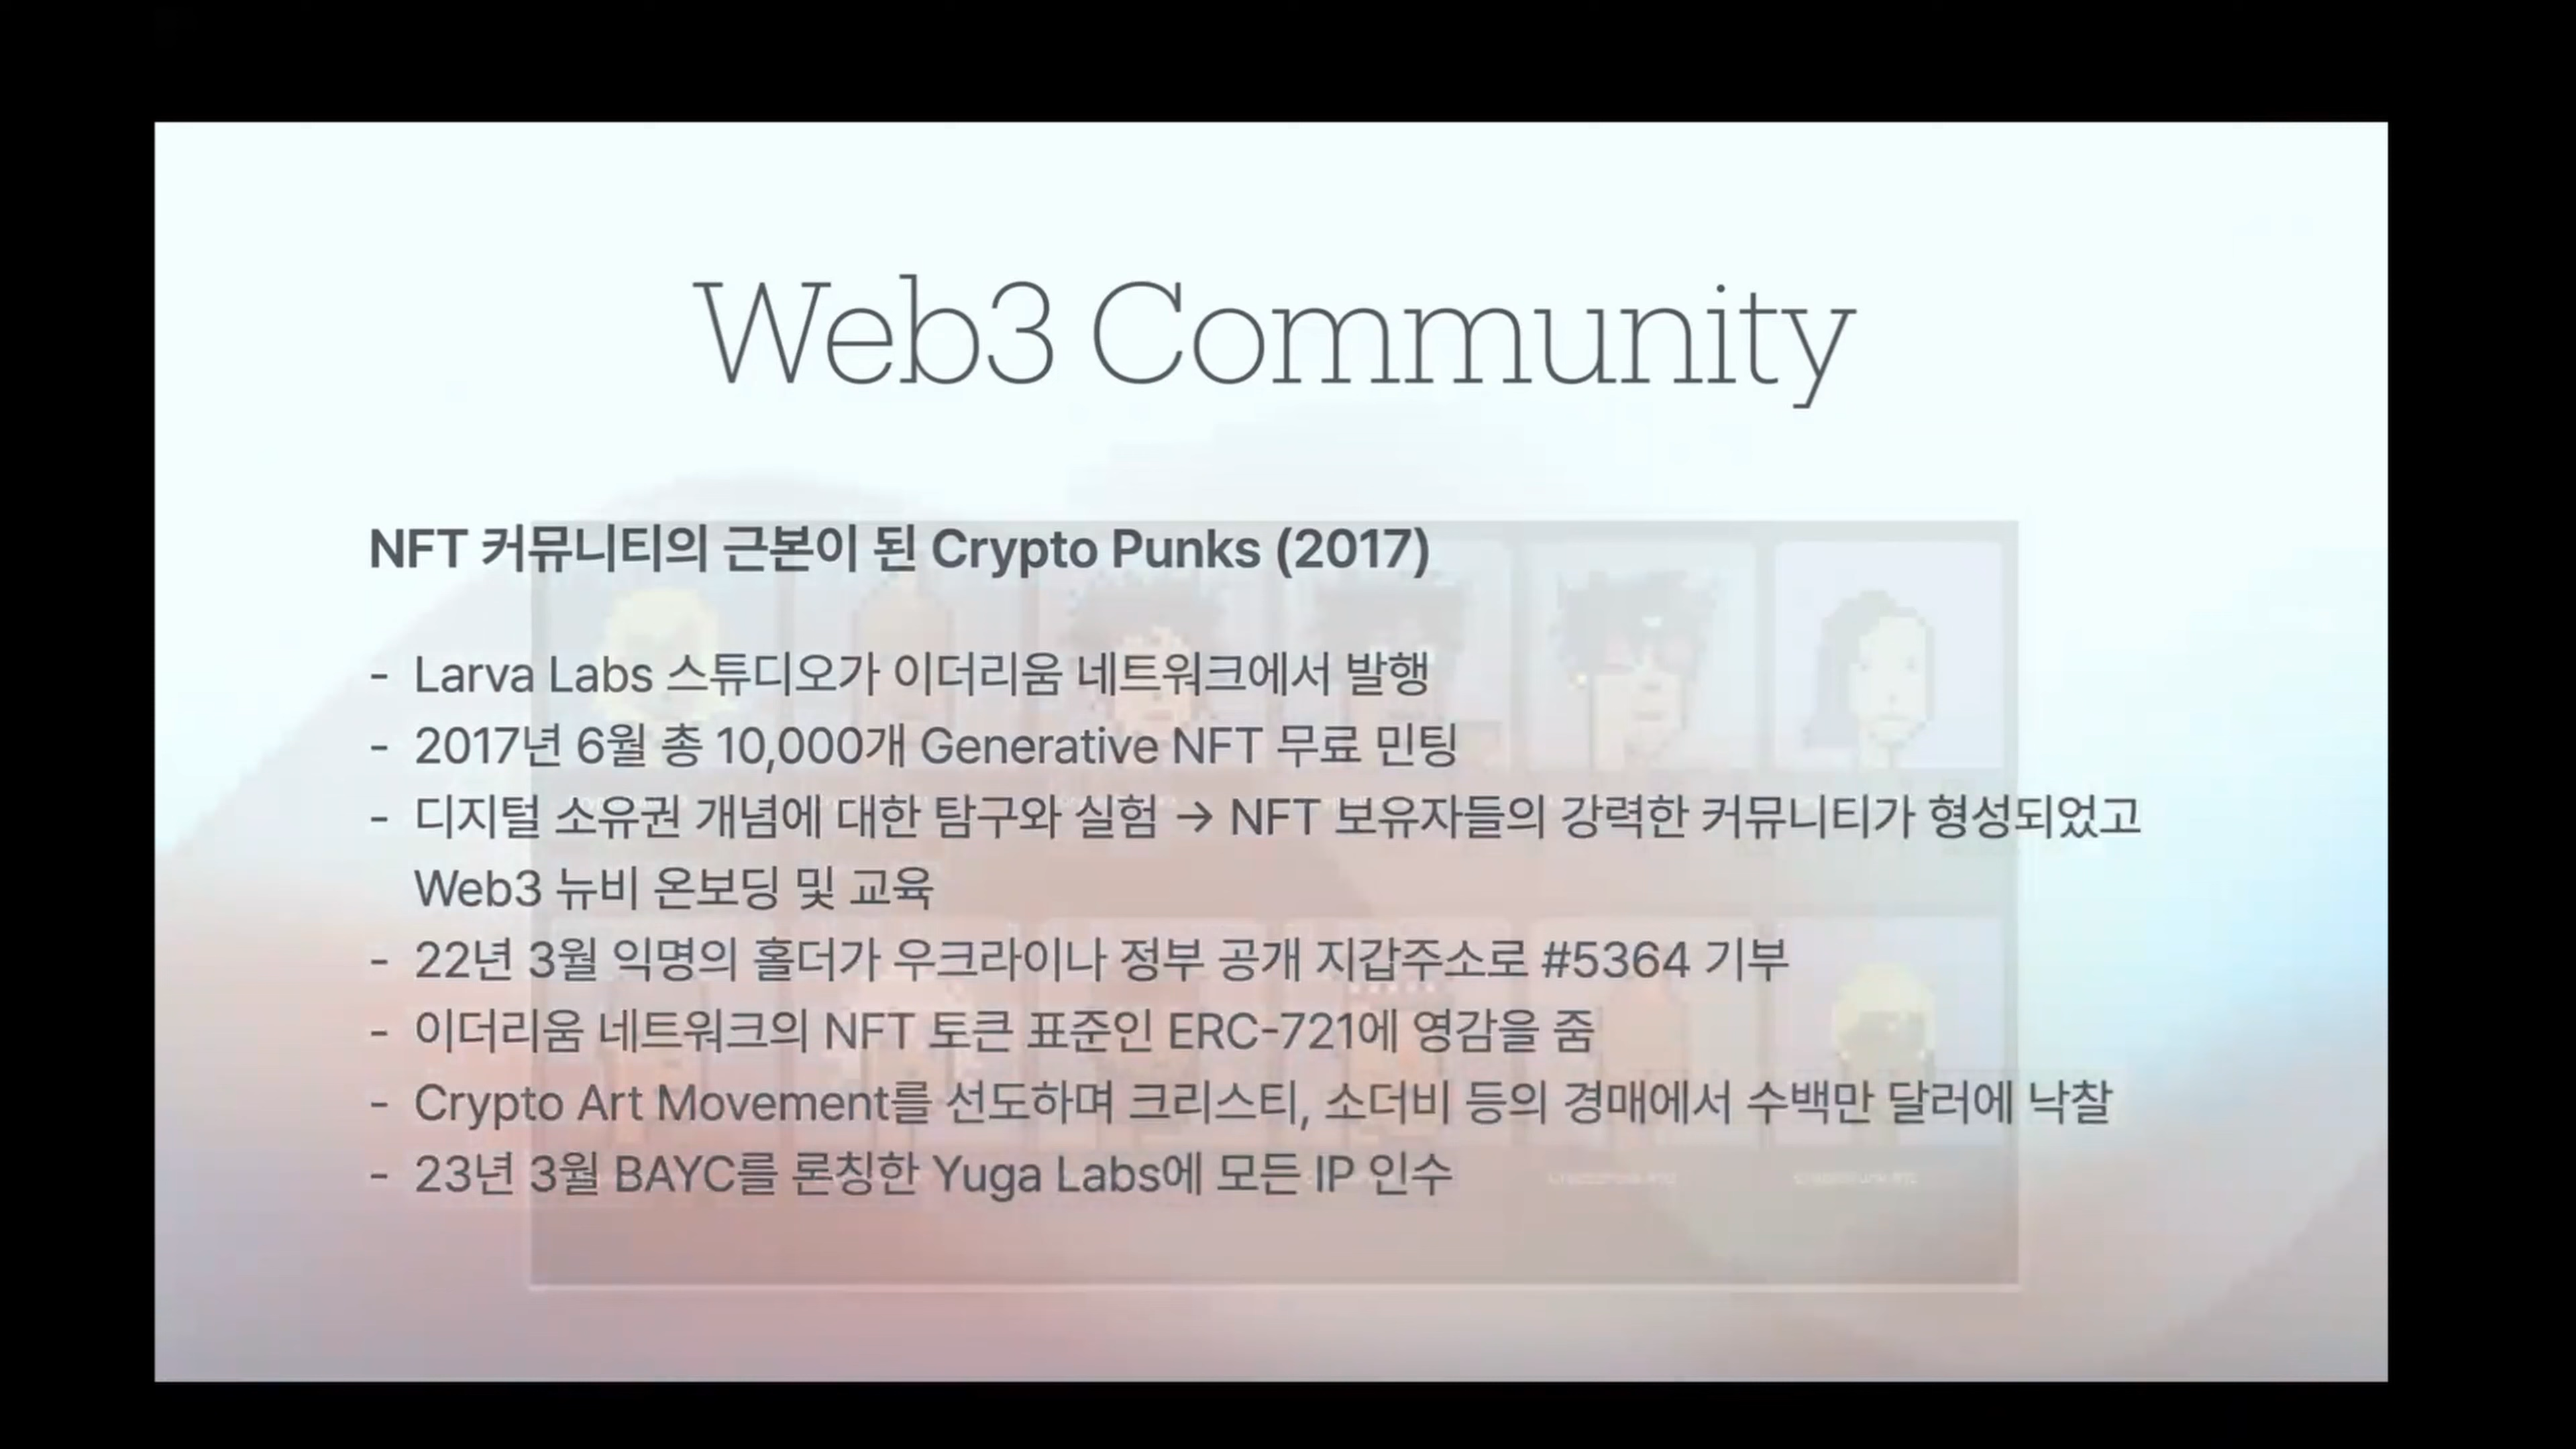 Web3 Community
NFT 커뮤니티의 근본이 된 Crypto Punks (2017)
- Larva Labs 스튜디오가 이더리움 네트워크에서 발행
- 2017년 6월 총 10,000개 Generative NFT 무료 민팅
- 디지털 소유권 개념에 대한 탐구와 실험 → NFT 보유자들의 강력한 커뮤니티가 형성되었고
Web3 뉴비 온보딩 및 교육
- 22년 3월 익명의 홀더가 우크라이나 정부 공개 지갑주소로 #5364 기부
- 이더리움 네트워크의 NFT 토큰 표준인 ERC-721에 영감을 줌
- Crypto Art Movement를 선도하며 크리스티, 소더비 등의 경매에서 수백만 달러에 낙찰
- 23년 3월 BAYC를 론칭한 Yuga Labs에 모든 IP 인수